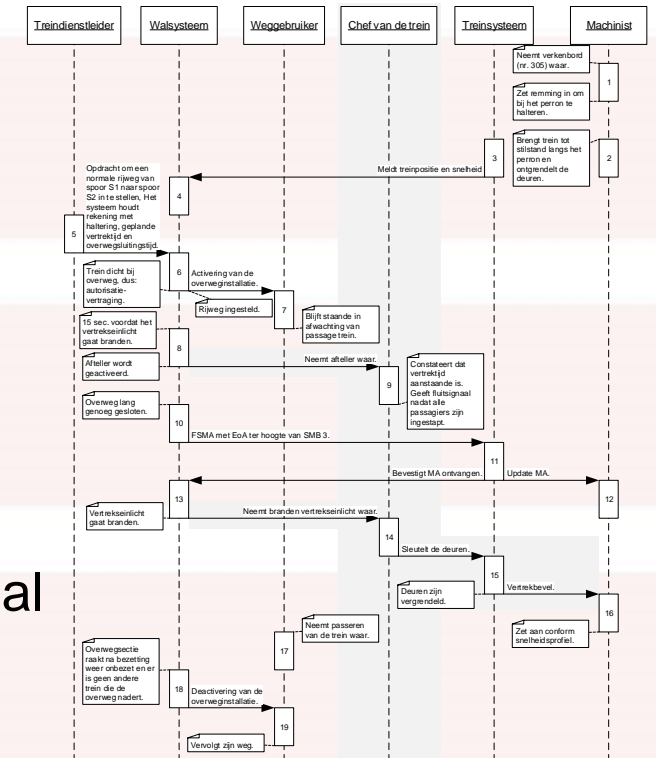 Treindienstleider
Walsysteem
Weggebruiker
Chef van de trein
Treinsysteem
Machinist
Neemt verkenbord
(nr. 305) waar.
1
Zet remming in om
bij het perron te
halteren.
Brengt trein tot
stilstand langs het
perron en
ontgrendelt de
deuren.
2
3
Meldt treinpositie en snelheid
4
Opdracht om een
normale rijweg van
spoor S1 naar spoor
S2 in te stellen, Het
systeem houdt
rekening met
haltering, geplande
vertrektijd en
overwegsluitingstijd.
5
6
Trein dicht bij
overweg, dus:
autorisatie-
vertraging.
Activering van de
overweginstallatie.
Rijweg ingesteld.
7
Blijft staande in
afwachting van
passage trein.
15 sec. voordat het
vertrekseinlicht
gaat branden.
8
Afteller wordt
geactiveerd.
Neemt afteller waar.
9
Constateert dat
vertrektijd
aanstaande is.
Geeft fluitsignaal
nadat alle
passagiers zijn
ingestapt.
Overweg lang
genoeg gesloten.
10
FSMA met EoA ter hoogte van SMB 3.
11
Bevestigt MA ontvangen.
Update MA.
12
13
Vertrekseinlicht
gaat branden.
Neemt branden vertrekseinlicht waar.
14
Sleutelt de deuren.
15
Deuren zijn
vergrendeld.
Vertrekbevel.
16
Zet aan conform
snelheidsprofiel.
al
Neemt passeren
van de trein waar.
17
Overwegsectie
raakt na bezetting
weer onbezet en er
is geen andere
trein die de
overweg nadert.
18
Deactivering van de
overweginstallatie.
19
Vervolgt zijn weg.